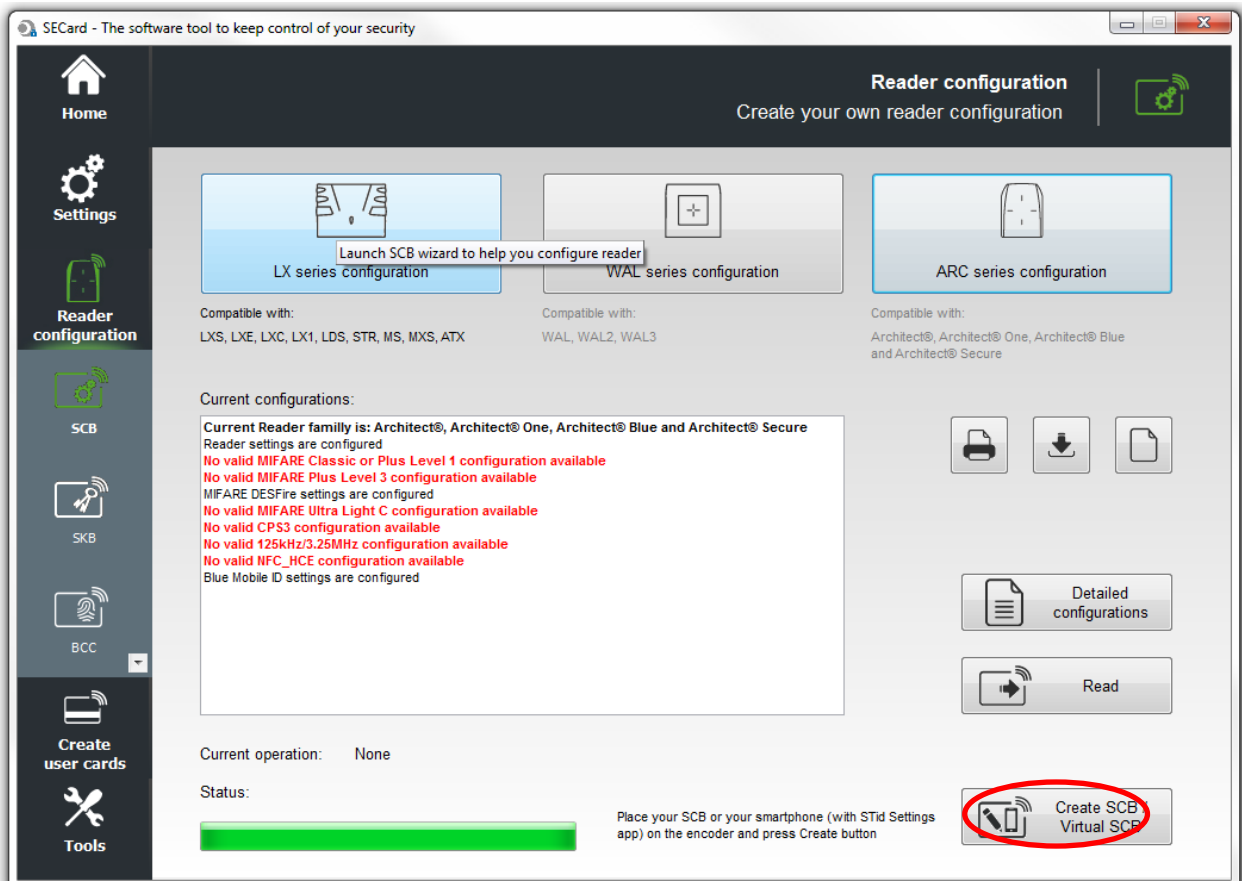 SECard - The software tool to keep control of your security
Home
Reader configuration
Create your own reader configuration
Settings
Reader
configuration
SCB
SKB
BCC
Create
user cards
Tools
Launch SCB wizard to help you configure reader
LX series configuration
WAL series configuration
ARC series configuration
Compatible with:
LXS, LXE, LXC, LX1, LDS, STR, MS, MXS, ATX
Compatible with:
WAL, WAL2, WAL3
Compatible with:
Architect®, Architect® One, Architect® Blue
and Architect® Secure
Current configurations:
Current Reader familly is: Architect®, Architect® One, Architect® Blue and Architect® Secure
Reader settings are configured
No valid MIFARE Classic or Plus Level 1 configuration available
No valid MIFARE Plus Level 3 configuration available
MIFARE DESFire settings are configured
No valid MIFARE Ultra Light C configuration available
No valid CPS3 configuration available
No valid 125kHz/3.25MHz configuration available
No valid NFC_HCE configuration available
Blue Mobile ID settings are configured
Detailed
configurations
Read
Current operation: None
Status:
Place your SCB or your smartphone (with STid Settings
app) on the encoder and press Create button
Create SCB /
Virtual SCB